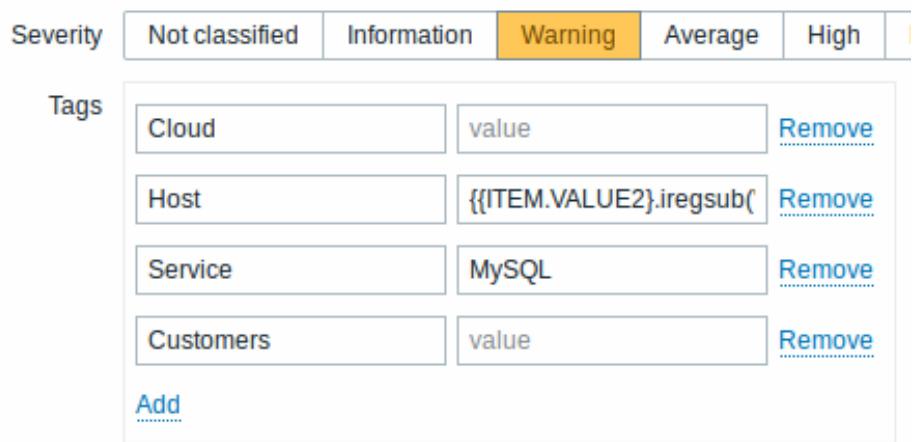 Severity Not classified Information Warning Average High
Tags
Cloud value Remove
Host {{ITEM.VALUE2}.iregsub( Remove
Service MySQL Remove
Customers value Remove
Add